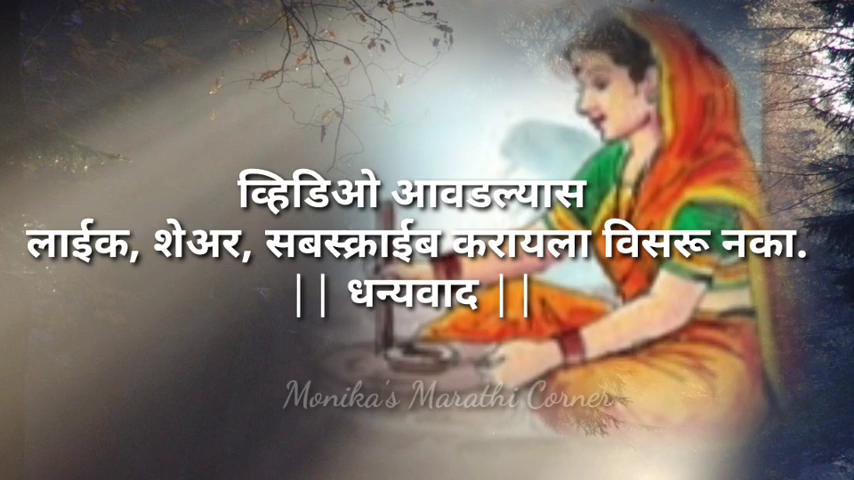 व्हिडिओ आवडल्यास
लाईक, शेअर, सबस्क्राईब करायला विसरू नका.
|| धन्यवाद ||
Monika's Marathi Corner